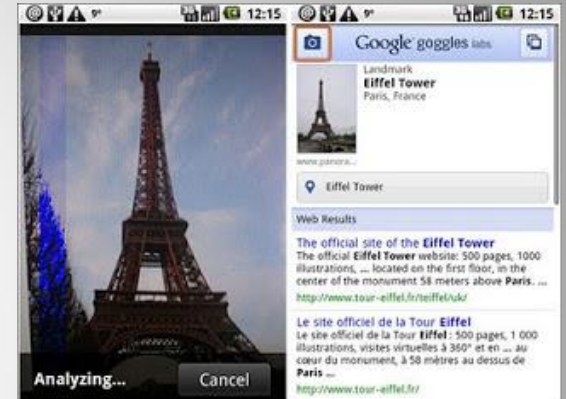 9° 3G 12:15
Analyzing...
Cancel
9° 3G 12:15
Google goggles labs
Landmark
Eiffel Tower
Paris, France
www.panora...
Eiffel Tower
Web Results
The official site of the Eiffel Tower
The official Eiffel Tower website: 500 pages, 1000
illustrations, ... located on the first floor, in the
center of the monument 58 meters above Paris. ...
http://www.tour-eiffel.fr/teiffel/uk/
Le site officiel de la Tour Eiffel
Le site officiel de la Tour Eiffel : 500 pages, 1 000
illustrations, visites virtuelles à 360° et en ... au
cœur du monument, à 58 mètres au dessus de
Paris ...
http://www.tour-eiffel.fr/